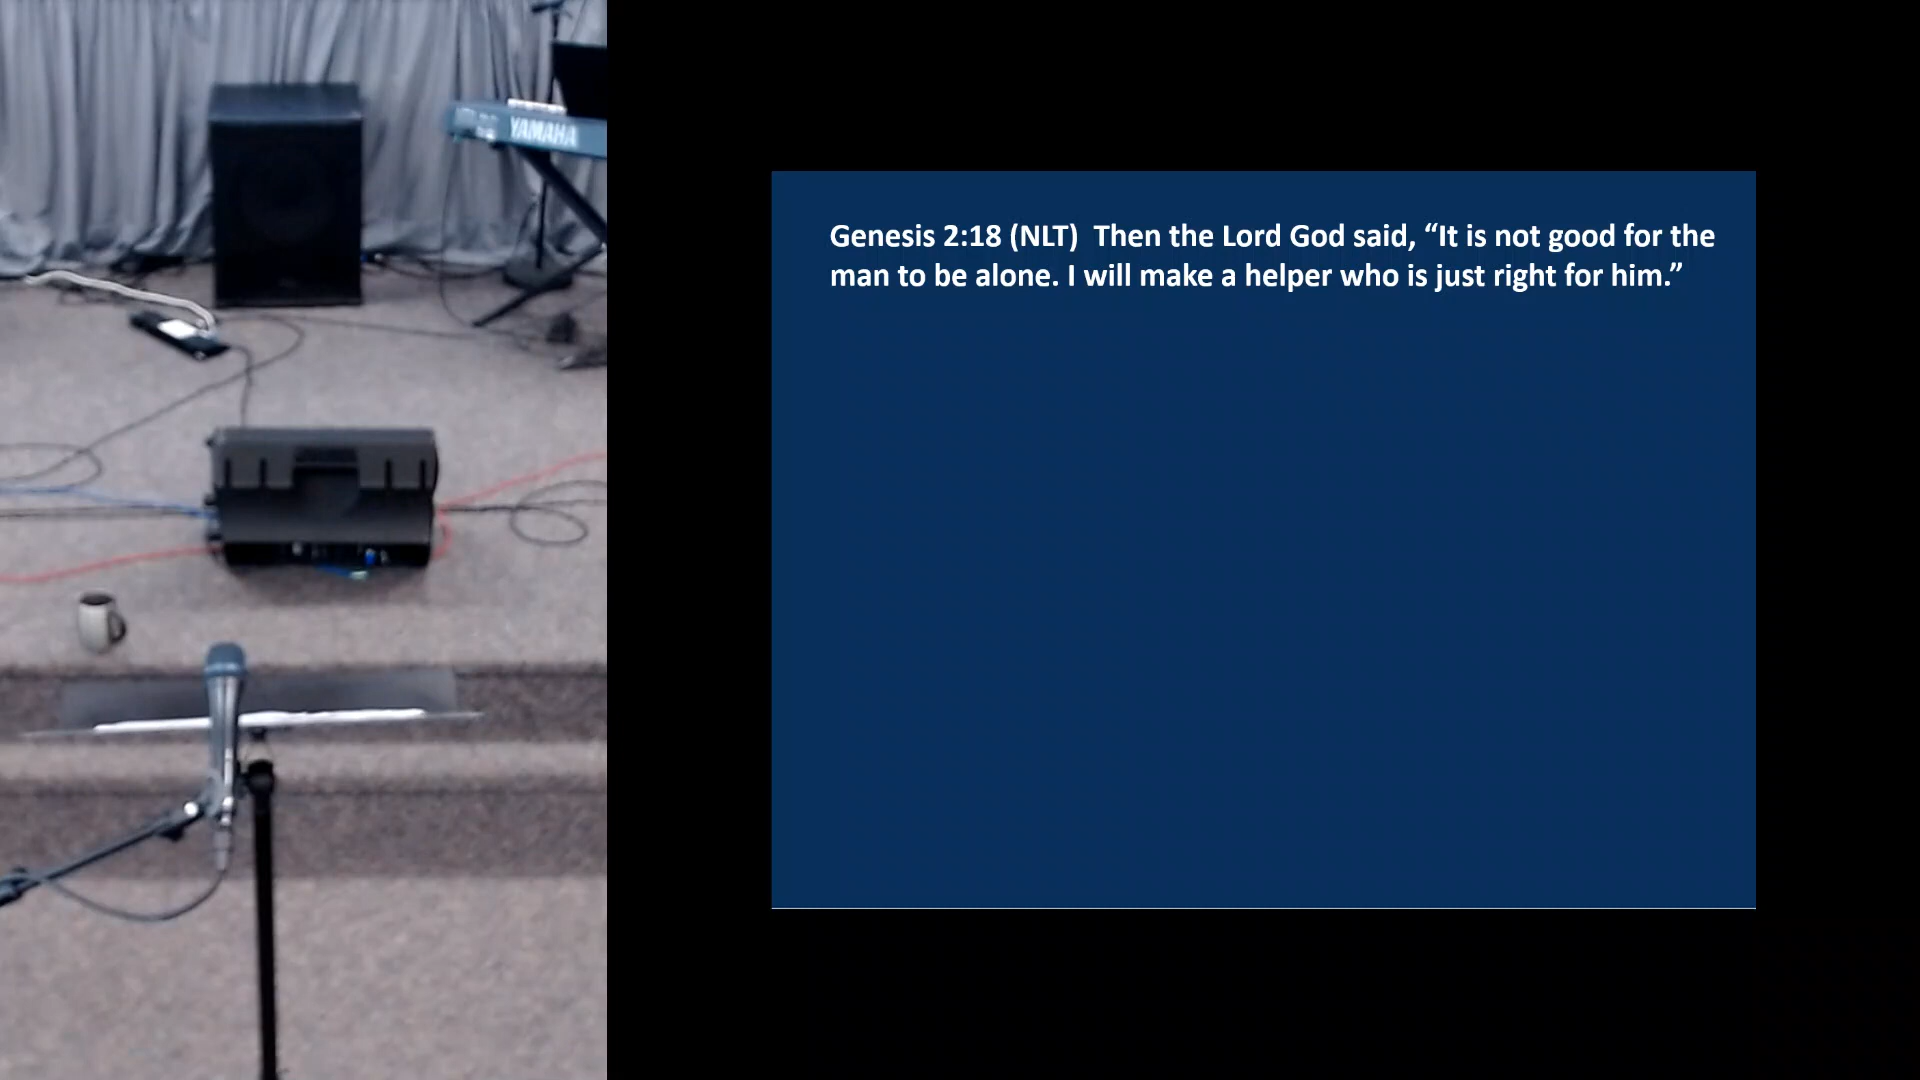 YAMAHA
Genesis 2:18 (NLT)  Then the Lord God said, “It is not good for the
man to be alone. I will make a helper who is just right for him.”